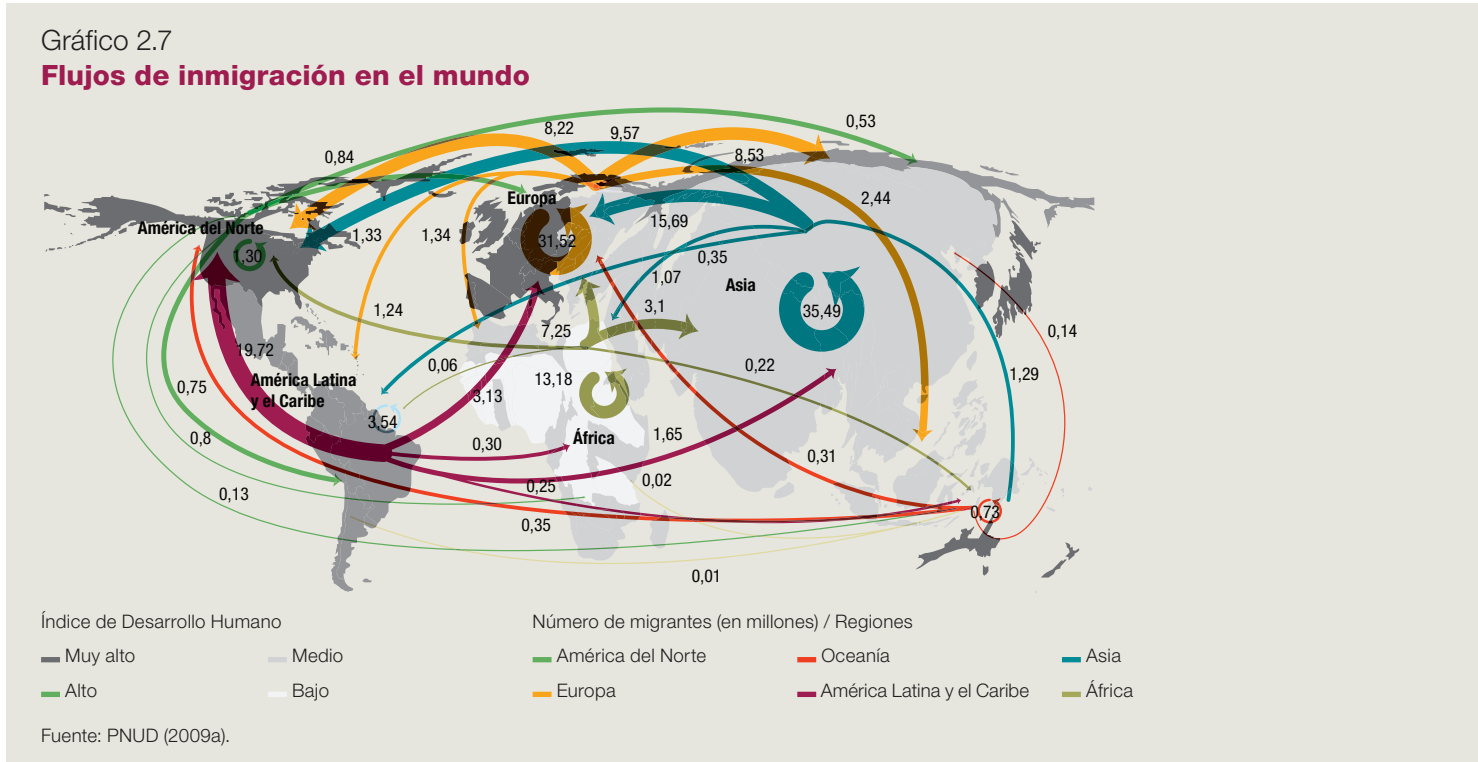 Gráfico 2.7
Flujos de inmigración en el mundo
0,53
8,22
9,57
0,84
8,53
Europa
2,44
América del Norte
15,69
1,33
1,34
31,52
1,30
0,35
1,07
Asia
3,1
35,49
1,24
7,25
0,14
19,72
0,06
0,22
América Latina
y el Caribe
13,18
1,29
0,75
3,13
3,54
África
0,8
0,30
1,65
0,31
0,25
0,02
0,13
0,35
0,73
0,01
Índice de Desarrollo Humano
Muy alto
Medio
Alto
Bajo
Número de migrantes (en millones) / Regiones
América del Norte
Oceanía
Asia
Europa
América Latina y el Caribe
África
Fuente: PNUD (2009a).